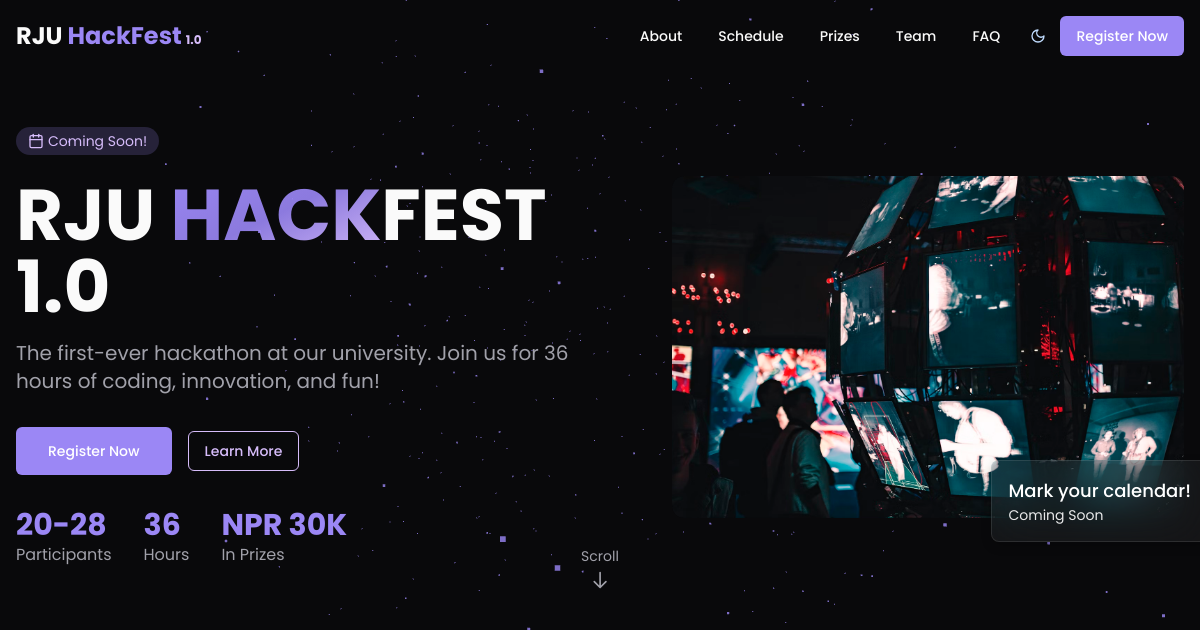 RJU HackFest 1.0
About
Schedule
Prizes
Team
FAQ
Register Now
Coming Soon!
RJU HACKFEST
1.0
The first-ever hackathon at our university. Join us for 36
hours of coding, innovation, and fun!
Register Now
Learn More
20-28
Participants
36
Hours
NPR 30K
In Prizes
Scroll
Mark your calendar!
Coming Soon